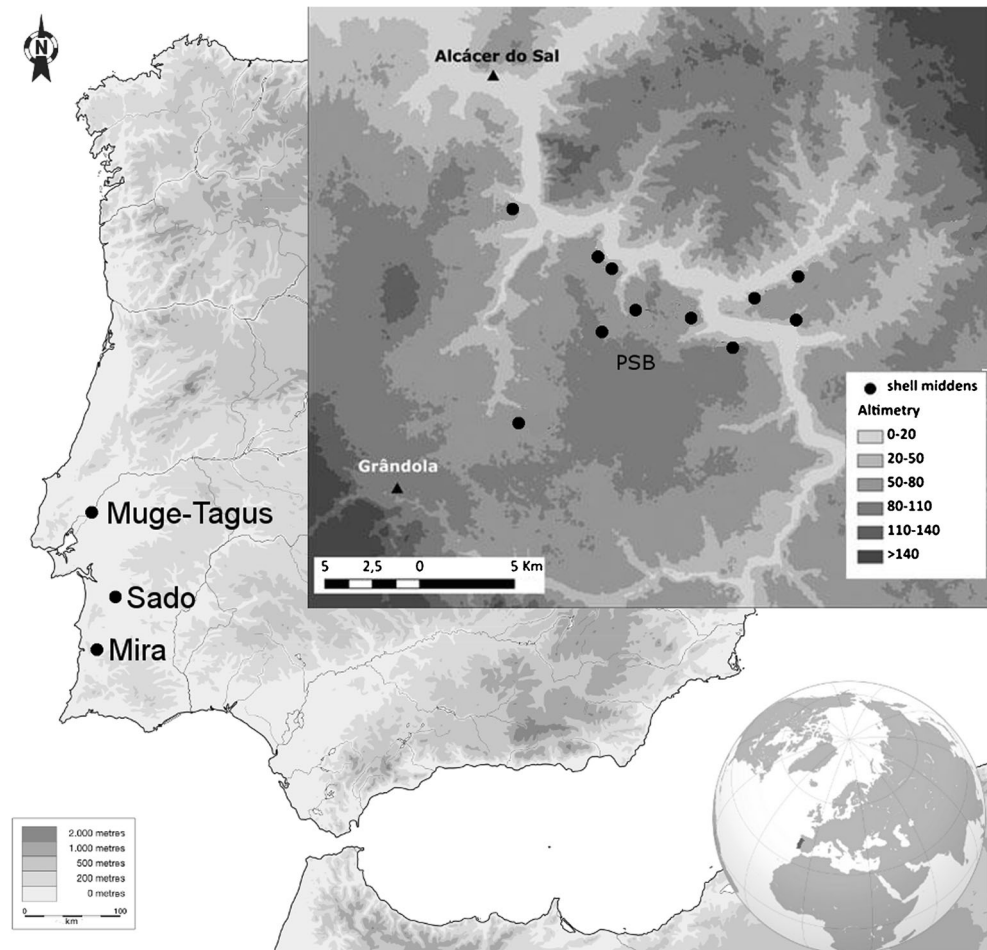 N
Alcácer do Sal
PSB
Grândola
5 2,5 0 5 Km
shell middens
Altimetry
0-20
20-50
50-80
80-110
110-140
>140
Muge-Tagus
Sado
Mira
2.000 metres
1.000 metres
500 metres
200 metres
0 metres
0 100
km